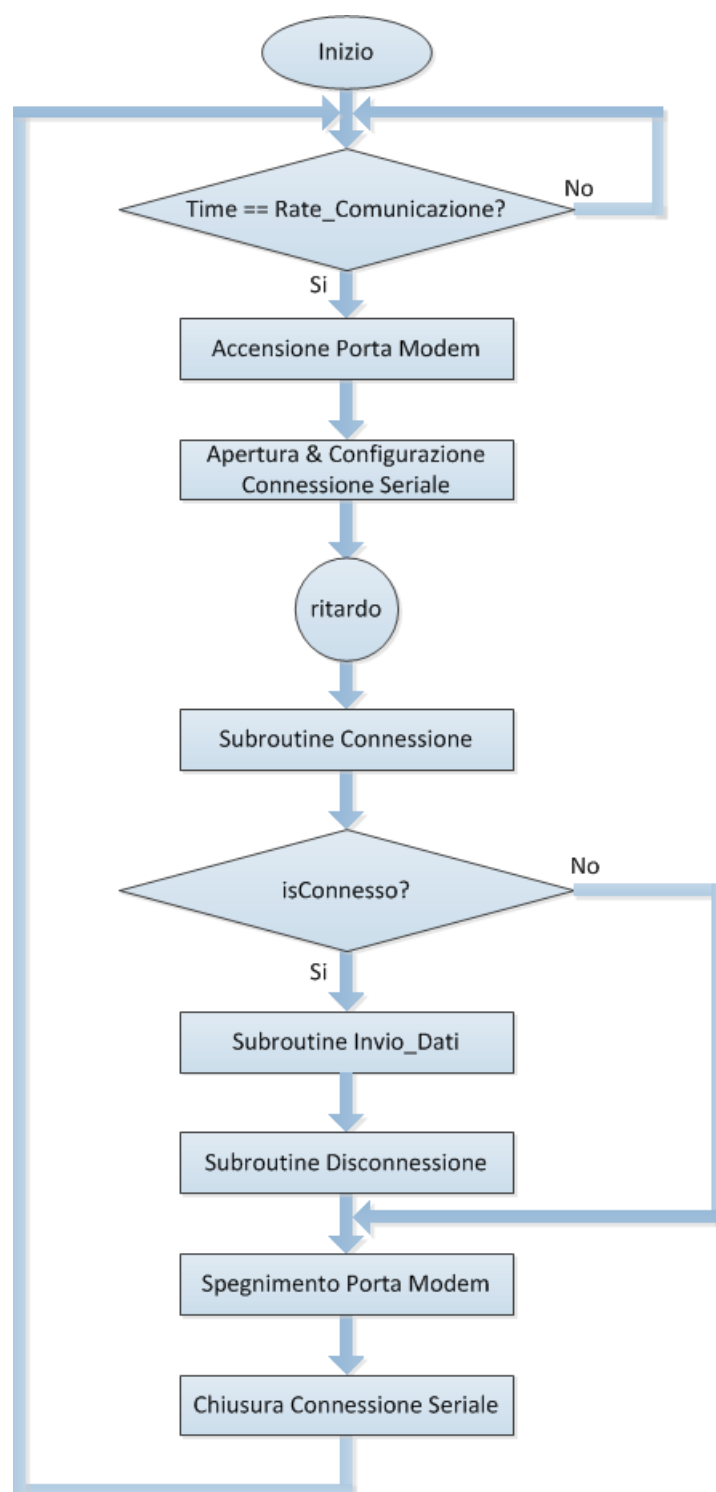 Inizio
Time == Rate_Comunicazione?
No
Si
Accensione Porta Modem
Apertura & Configurazione
Connessione Seriale
ritardo
Subroutine Connessione
isConnesso?
No
Si
Subroutine Invio_Dati
Subroutine Disconnessione
Spegnimento Porta Modem
Chiusura Connessione Seriale